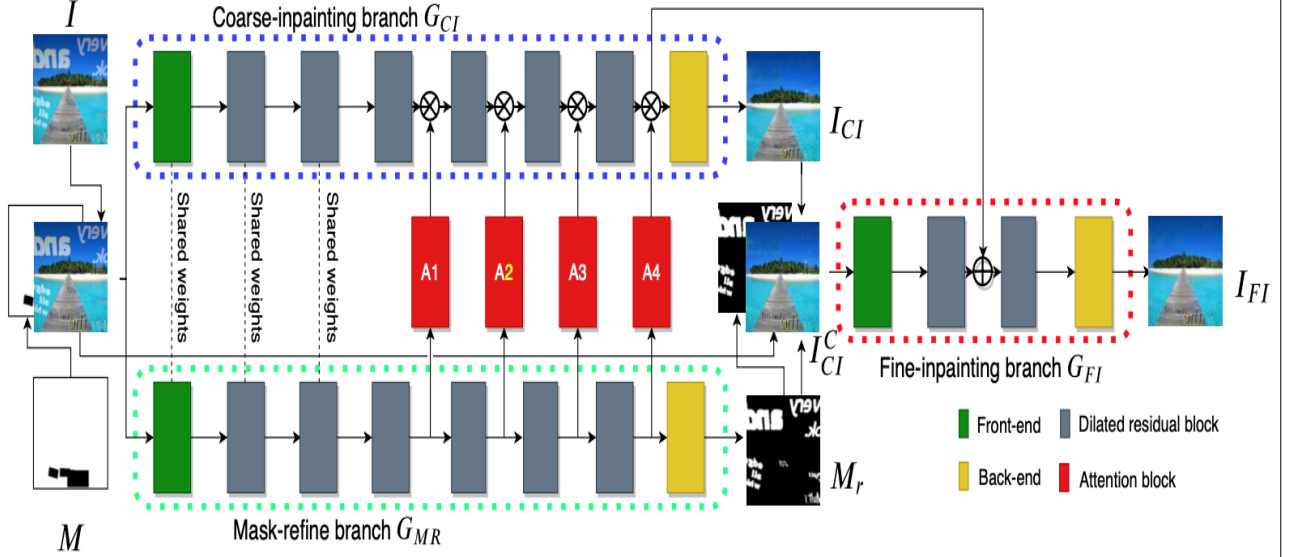 I
Coarse-inpainting branch G_CI
I_CI
Shared weights
Shared weights
Shared weights
A1
A2
A3
A4
I_CI^C
I_FI
Fine-inpainting branch G_FI
Front-end
Dilated residual block
Back-end
Attention block
M_r
Mask-refine branch G_MR
M